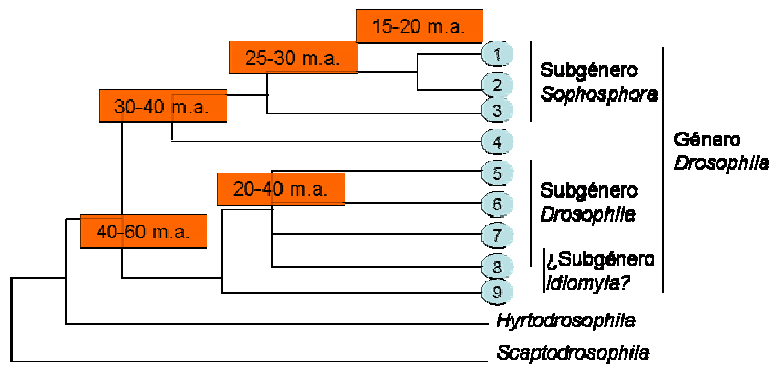 15-20 m.a.
25-30 m.a.
30-40 m.a.
20-40 m.a.
40-60 m.a.
1
2
3
4
5
6
7
8
9
Subgénero
Sophosphora
Subgénero
Drosophila
¿Subgénero
Idiomyia?
Género
Drosophila
Hyrtodrosophila
Scaptodrosophila